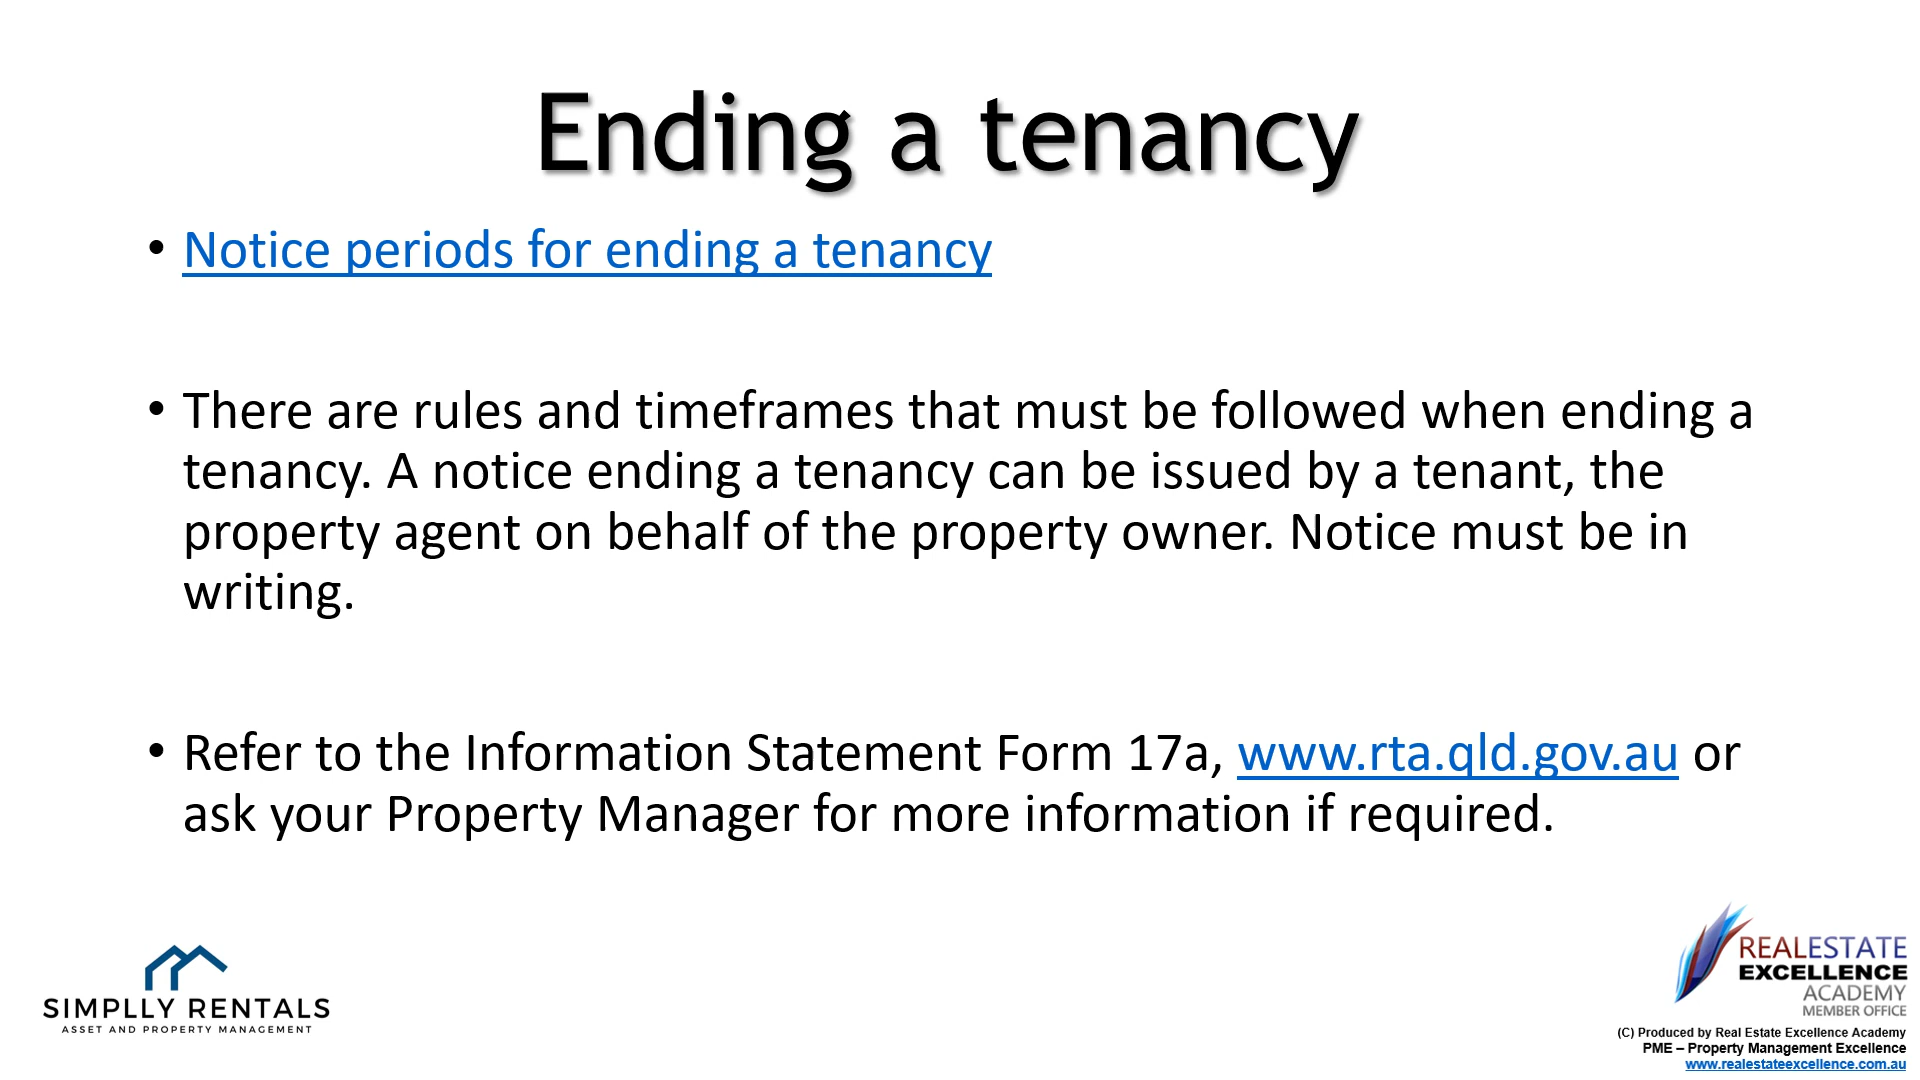 Ending a tenancy
• Notice periods for ending a tenancy
• There are rules and timeframes that must be followed when ending a
tenancy. A notice ending a tenancy can be issued by a tenant, the
property agent on behalf of the property owner. Notice must be in
writing.
• Refer to the Information Statement Form 17a, www.rta.qld.gov.au or
ask your Property Manager for more information if required.
SIMPLLY RENTALS
ASSET AND PROPERTY MANAGEMENT
REALESTATE
EXCELLENCE
ACADEMY
MEMBER OFFICE
(C) Produced by Real Estate Excellence Academy
PME – Property Management Excellence
www.realestateexcellence.com.au